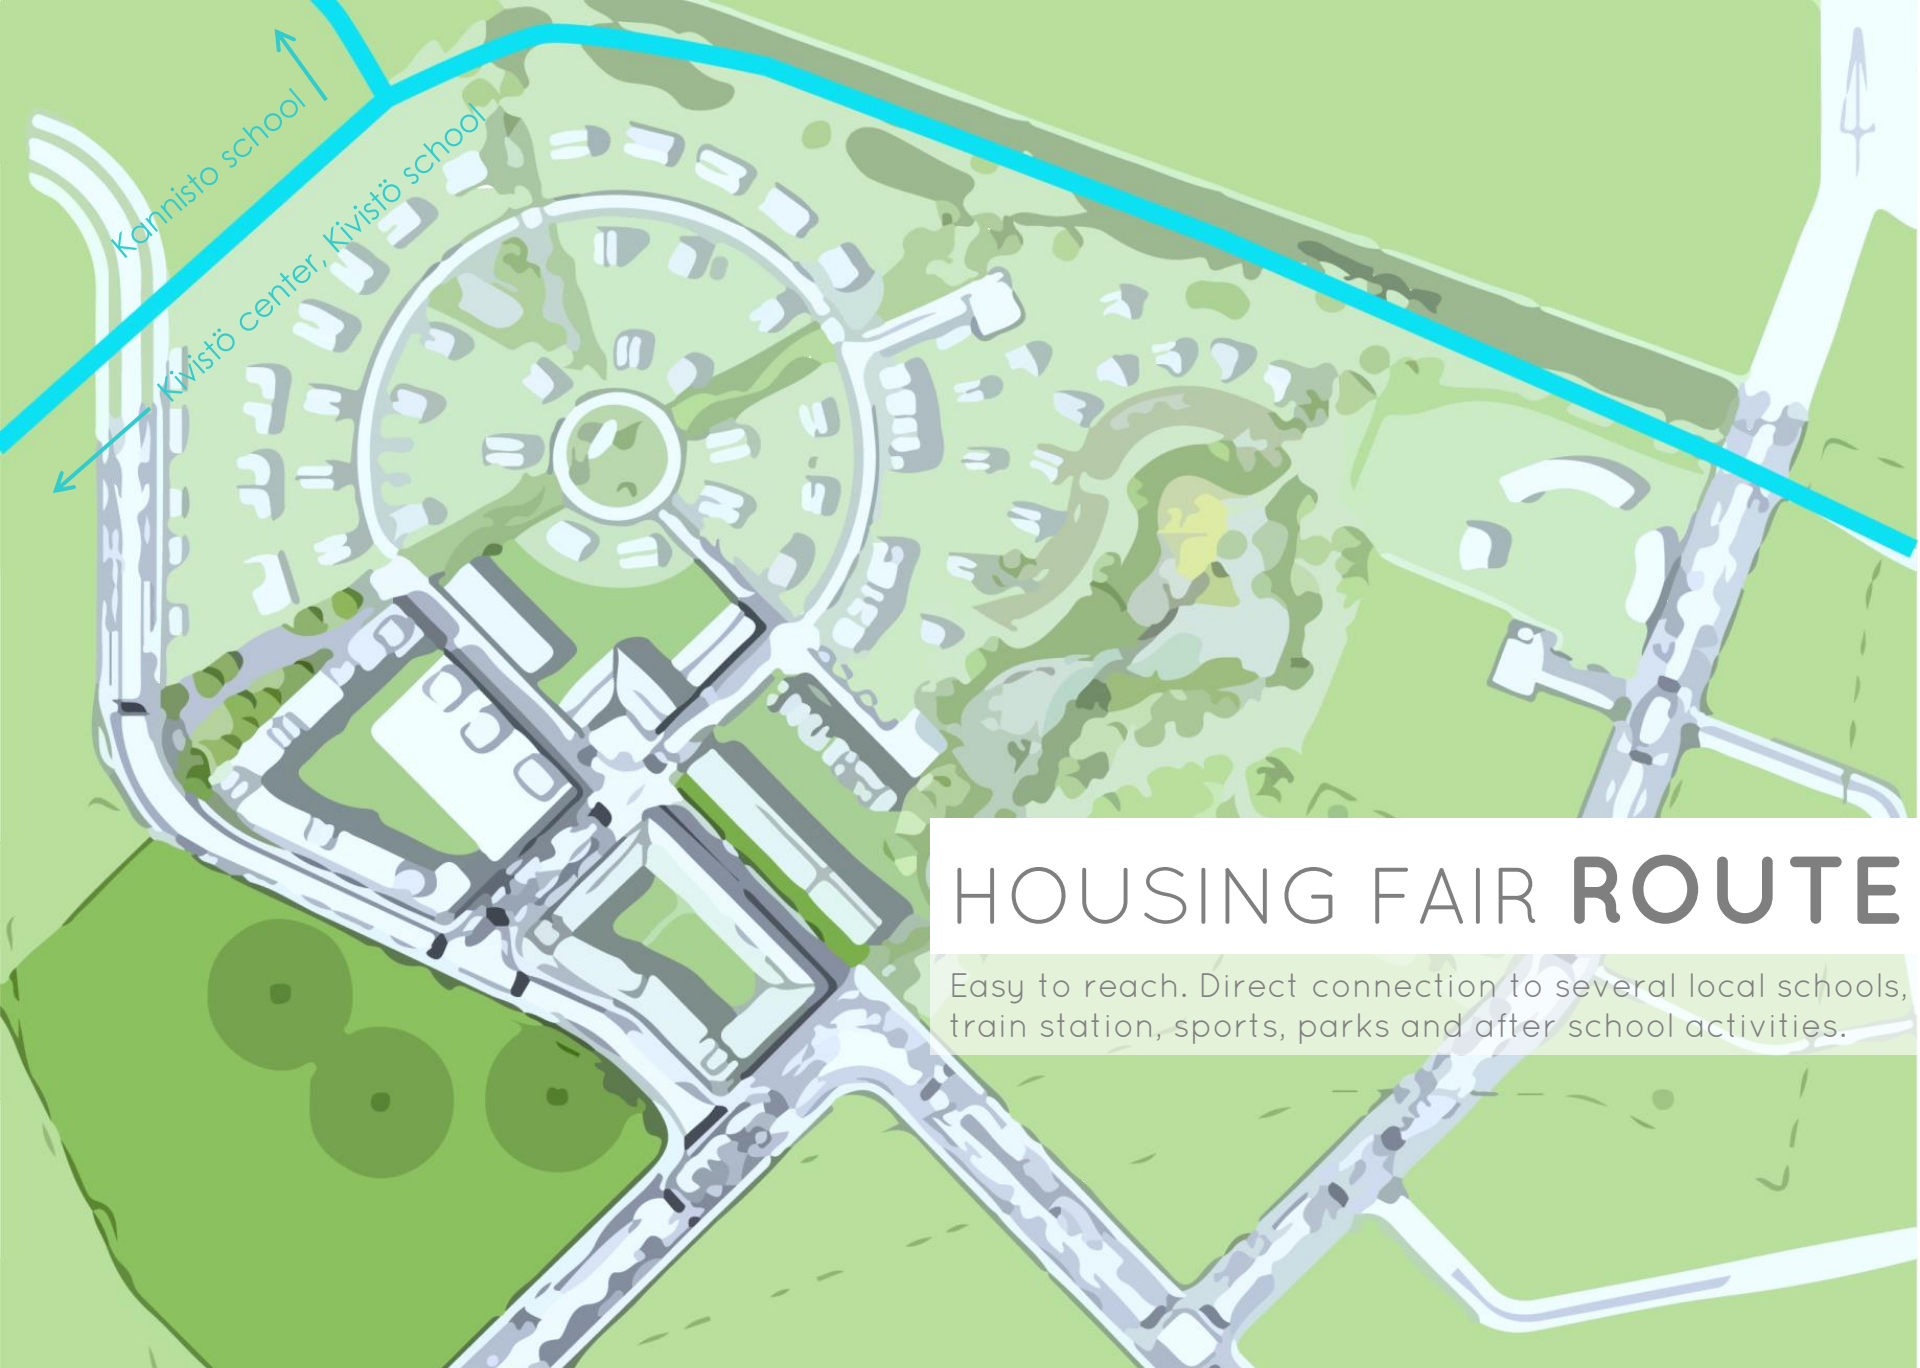 Kannisto school
Kivistö center, Kivistö school
HOUSING FAIR ROUTE
Easy to reach. Direct connection to several local schools,
train station, sports, parks and after school activities.